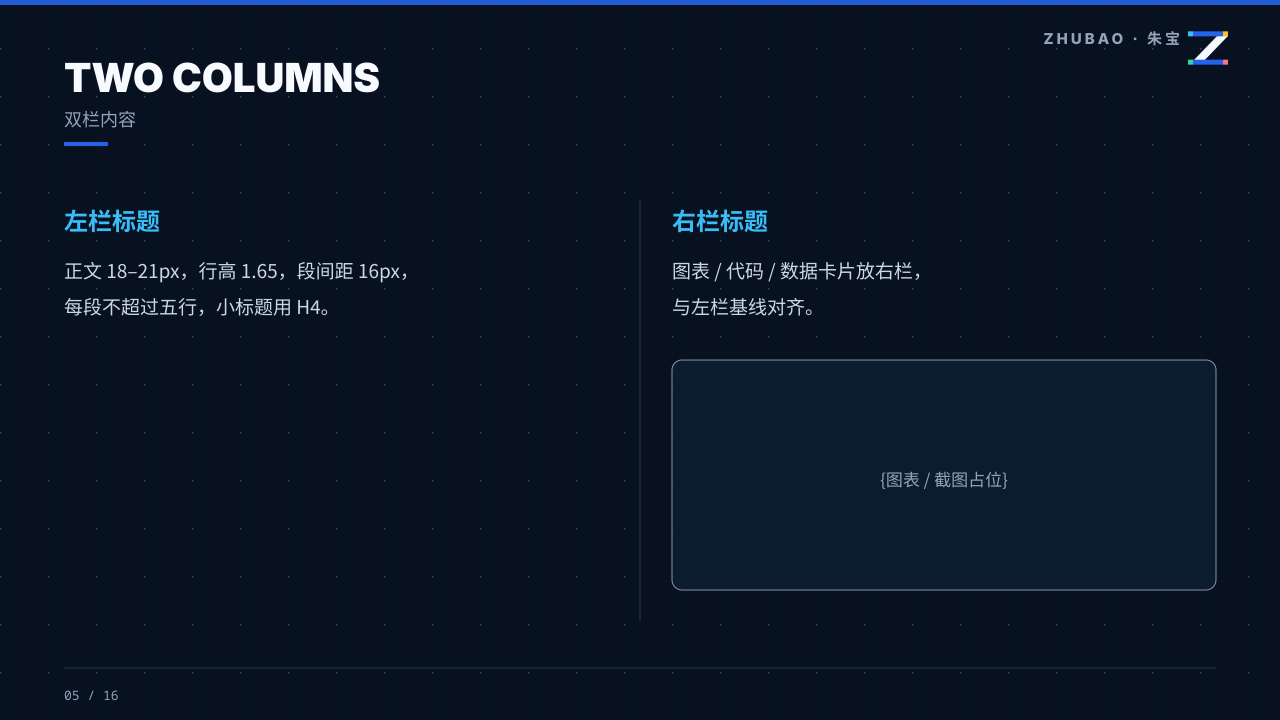 ZHUBAO · 朱宝
TWO COLUMNS
双栏内容
左栏标题
正文 18–21px，行高 1.65，段间距 16px，
每段不超过五行，小标题用 H4。
右栏标题
图表 / 代码 / 数据卡片放右栏，
与左栏基线对齐。
{图表 / 截图占位}
05 / 16